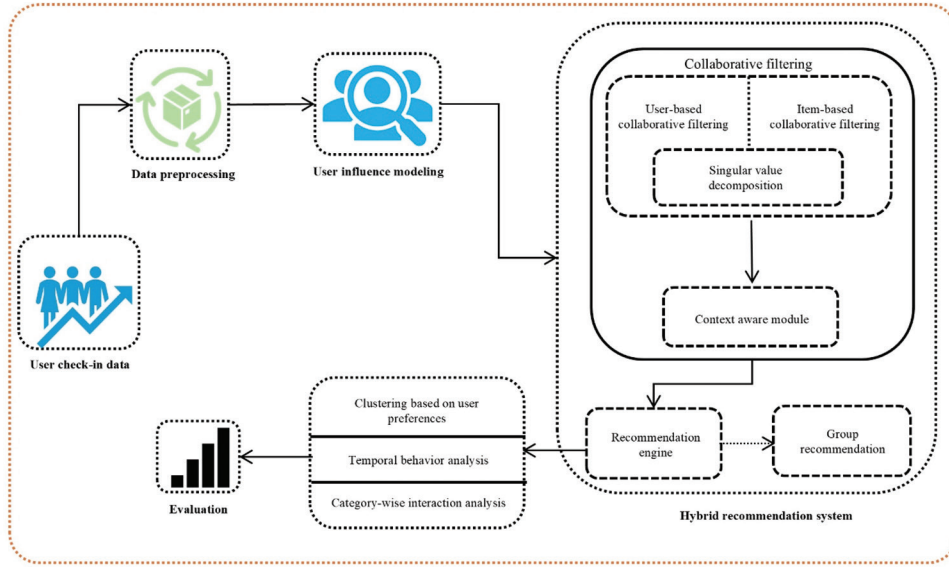 User check-in data
Data preprocessing
User influence modeling
Collaborative filtering
User-based
collaborative filtering
Item-based
collaborative filtering
Singular value
decomposition
Context aware module
Recommendation
engine
Group
recommendation
Hybrid recommendation system
Clustering based on user
preferences
Temporal behavior analysis
Category-wise interaction analysis
Evaluation